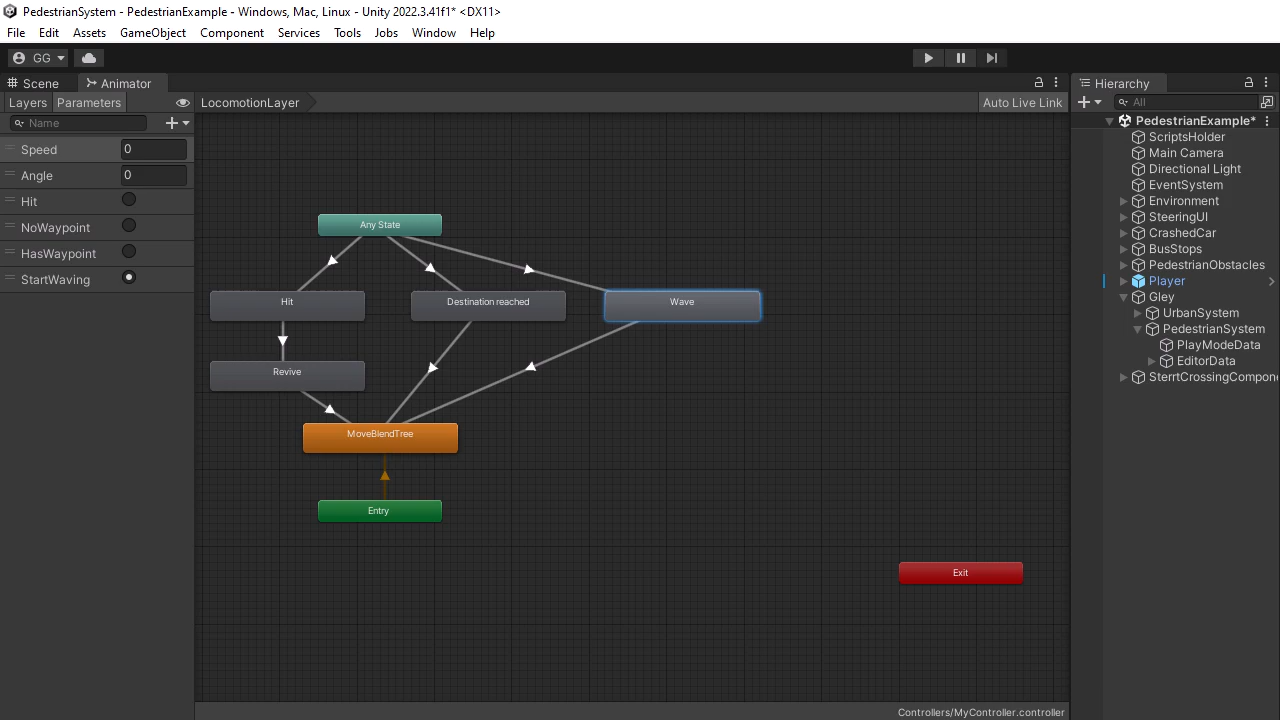 PedestrianSystem - PedestrianExample - Windows, Mac, Linux - Unity 2022.3.41f1* <DX11>
File Edit Assets GameObject Component Services Tools Jobs Window Help
GG
Scene Animator Hierarchy
Layers Parameters LocomotionLayer Auto Live Link All
Name
PedestrianExample*
Speed 0
Angle 0
Hit
NoWaypoint
HasWaypoint
StartWaving
Any State
Hit
Destination reached
Wave
Revive
MoveBlendTree
Entry
Exit
Controllers/MyController.controller
ScriptsHolder
Main Camera
Directional Light
EventSystem
Environment
SteeringUI
CrashedCar
BusStops
PedestrianObstacles
Player
Gley
UrbanSystem
PedestrianSystem
PlayModeData
EditorData
SterrtCrossingCompon